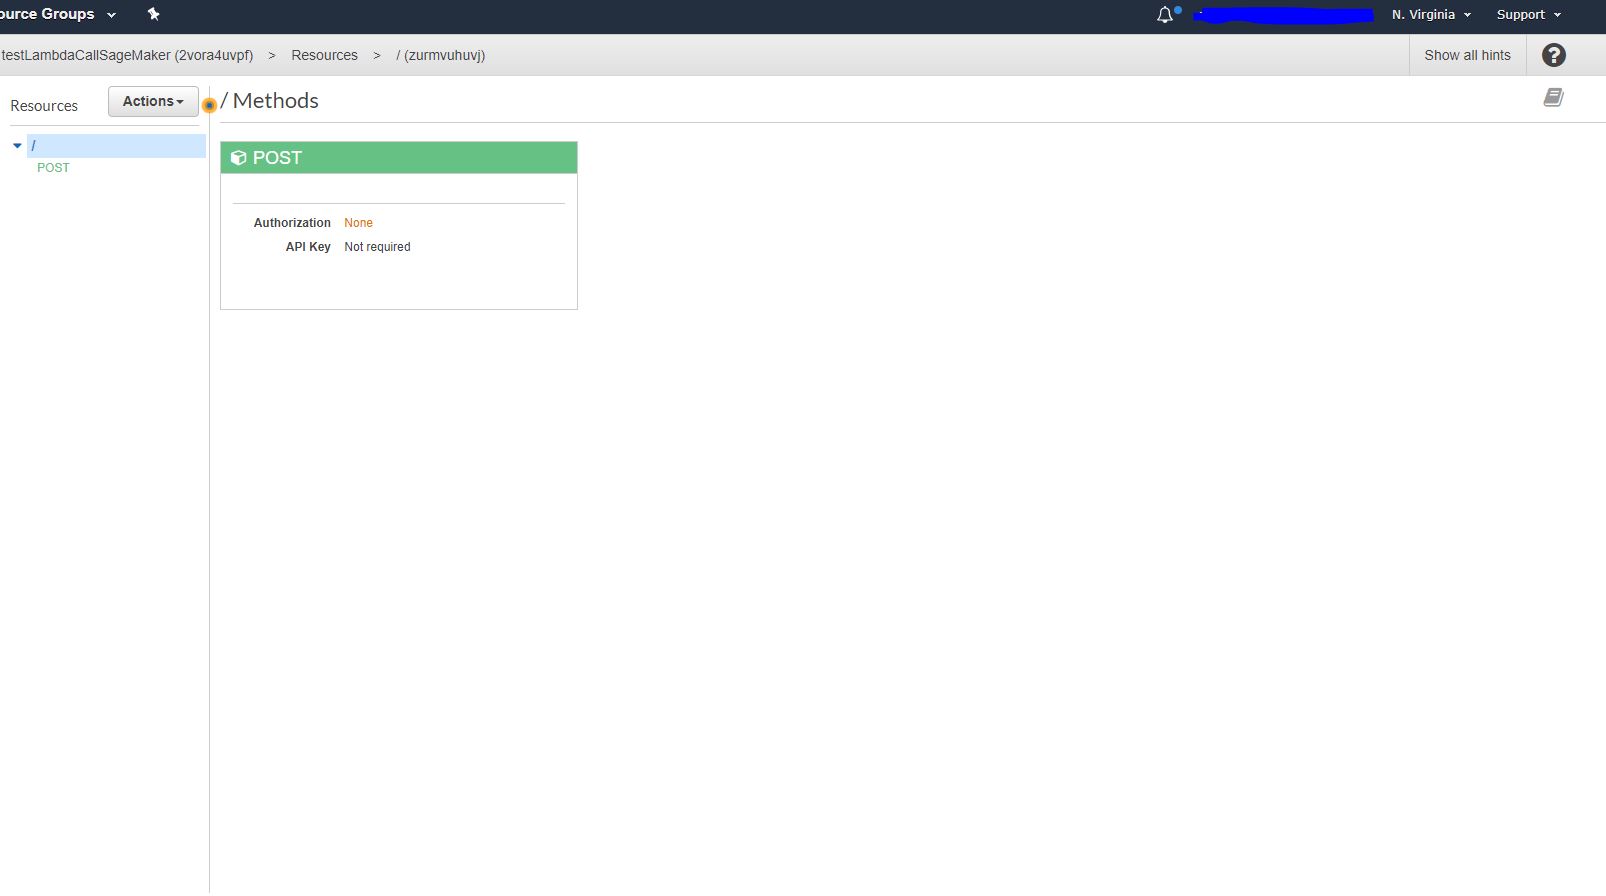 ource Groups N. Virginia Support
testLambdaCallSageMaker (2vora4uvpf) > Resources > / (zurmvuhuvj) Show all hints ?
Resources Actions / Methods
/
POST
POST
Authorization None
API Key Not required